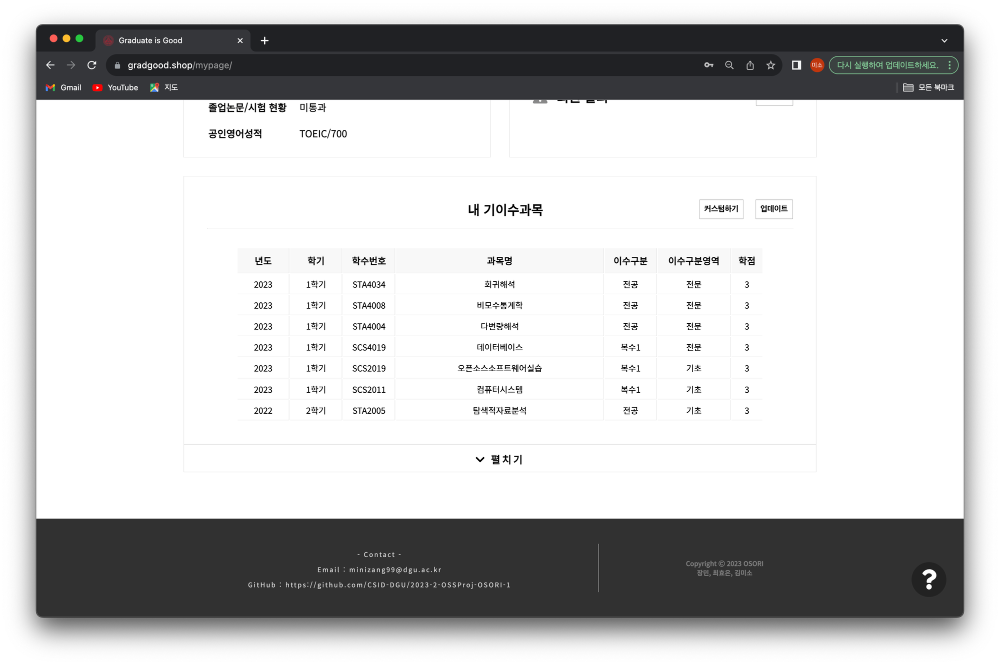 Graduate is Good
gradgood.shop/mypage/
미소
다시 실행하여 업데이트하세요.
Gmail YouTube 지도
모든 북마크
졸업논문/시험 현황 미통과
공인영어성적 TOEIC/700
내 기이수과목
커스텀하기 업데이트
년도 학기 학수번호 과목명 이수구분 이수구분영역 학점
2023 1학기 STA4034 회귀해석 전공 전문 3
2023 1학기 STA4008 비모수통계학 전공 전문 3
2023 1학기 STA4004 다변량해석 전공 전문 3
2023 1학기 SCS4019 데이터베이스 복수1 전문 3
2023 1학기 SCS2019 오픈소스소프트웨어실습 복수1 기초 3
2023 1학기 SCS2011 컴퓨터시스템 복수1 기초 3
2022 2학기 STA2005 탐색적자료분석 전공 기초 3
펼치기
- Contact -
Email : minizang99@dgu.ac.kr
GitHub : https://github.com/CSID-DGU/2023-2-OSSProj-OSORI-1
Copyright © 2023 OSORI
장민, 최효은, 김미소
?